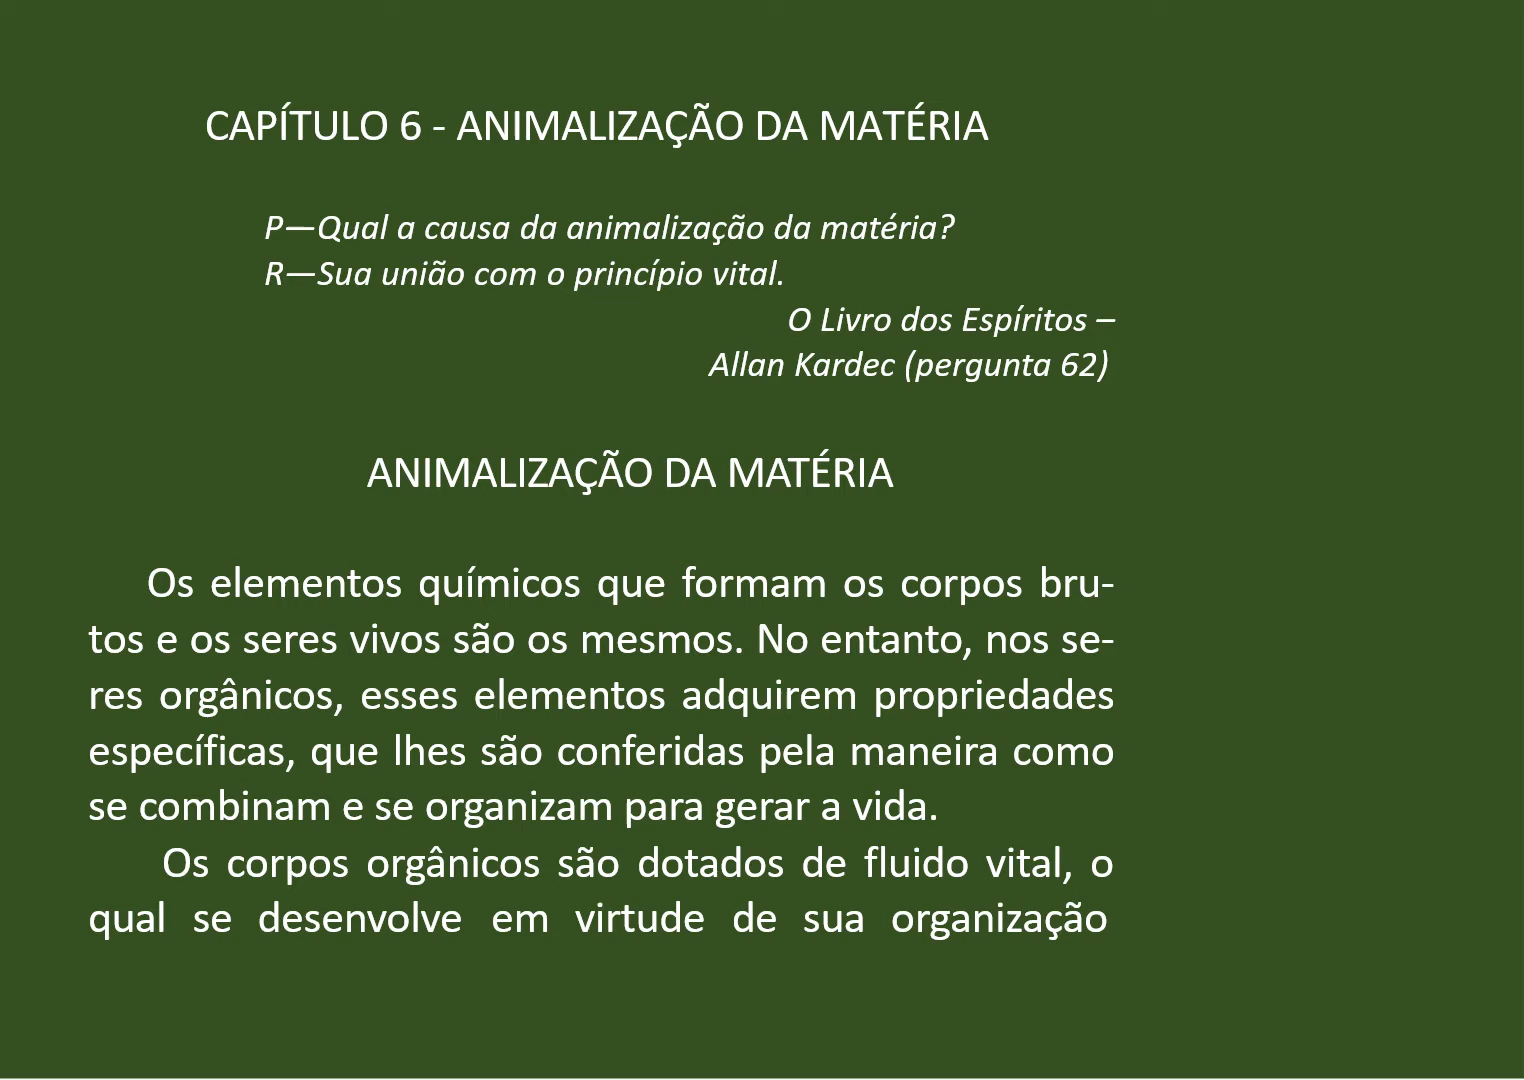 CAPÍTULO 6 - ANIMALIZAÇÃO DA MATÉRIA
P—Qual a causa da animalização da matéria?
R—Sua união com o princípio vital.
O Livro dos Espíritos –
Allan Kardec (pergunta 62)
ANIMALIZAÇÃO DA MATÉRIA
Os elementos químicos que formam os corpos bru-
tos e os seres vivos são os mesmos. No entanto, nos se-
res orgânicos, esses elementos adquirem propriedades
específicas, que lhes são conferidas pela maneira como
se combinam e se organizam para gerar a vida.
Os corpos orgânicos são dotados de fluido vital, o
qual se desenvolve em virtude de sua organização